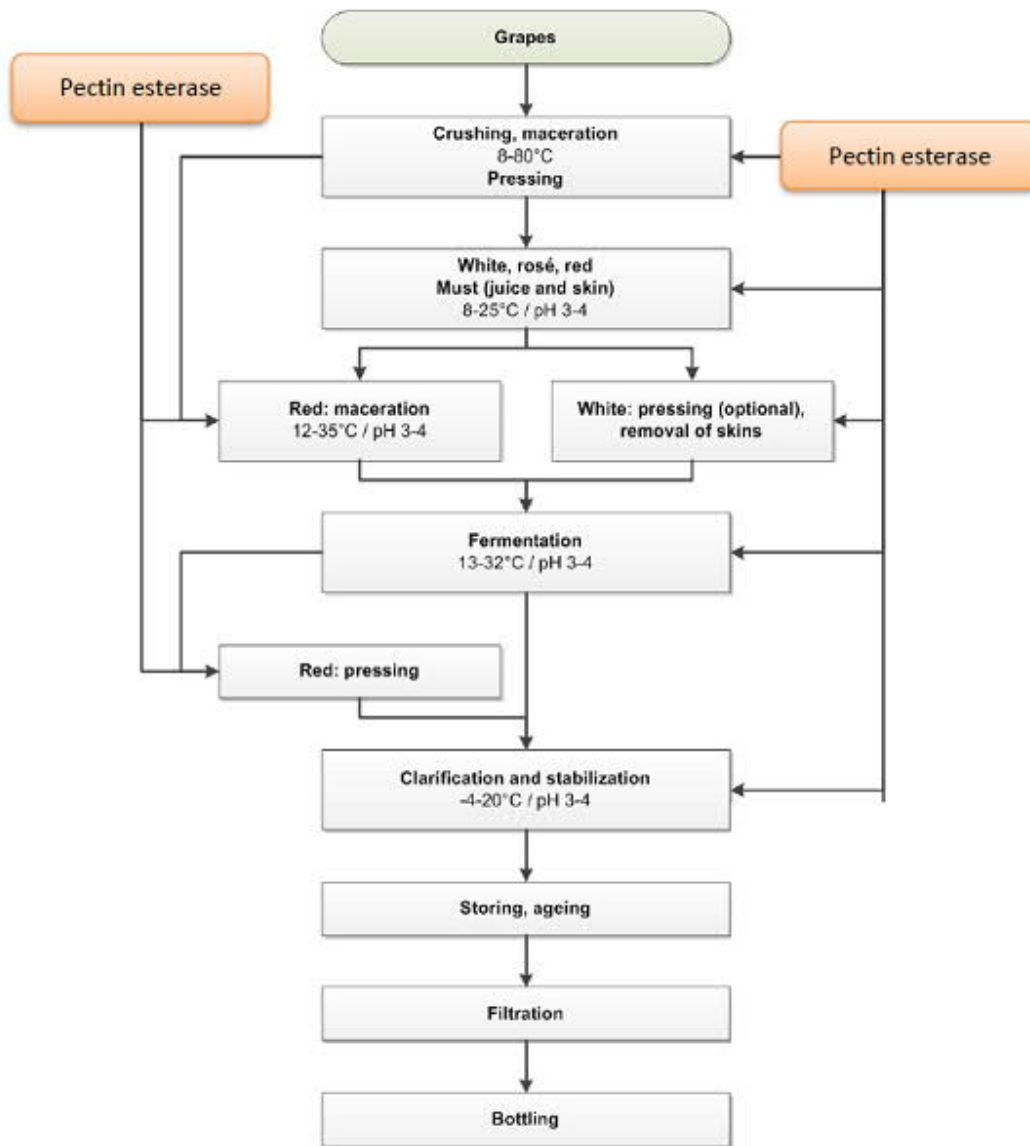 Grapes
Pectin esterase
Crushing, maceration
8-80°C
Pressing
Pectin esterase
White, rosé, red
Must (juice and skin)
8-25°C / pH 3-4
Red: maceration
12-35°C / pH 3-4
White: pressing (optional),
removal of skins
Fermentation
13-32°C / pH 3-4
Red: pressing
Clarification and stabilization
-4-20°C / pH 3-4
Storing, ageing
Filtration
Bottling